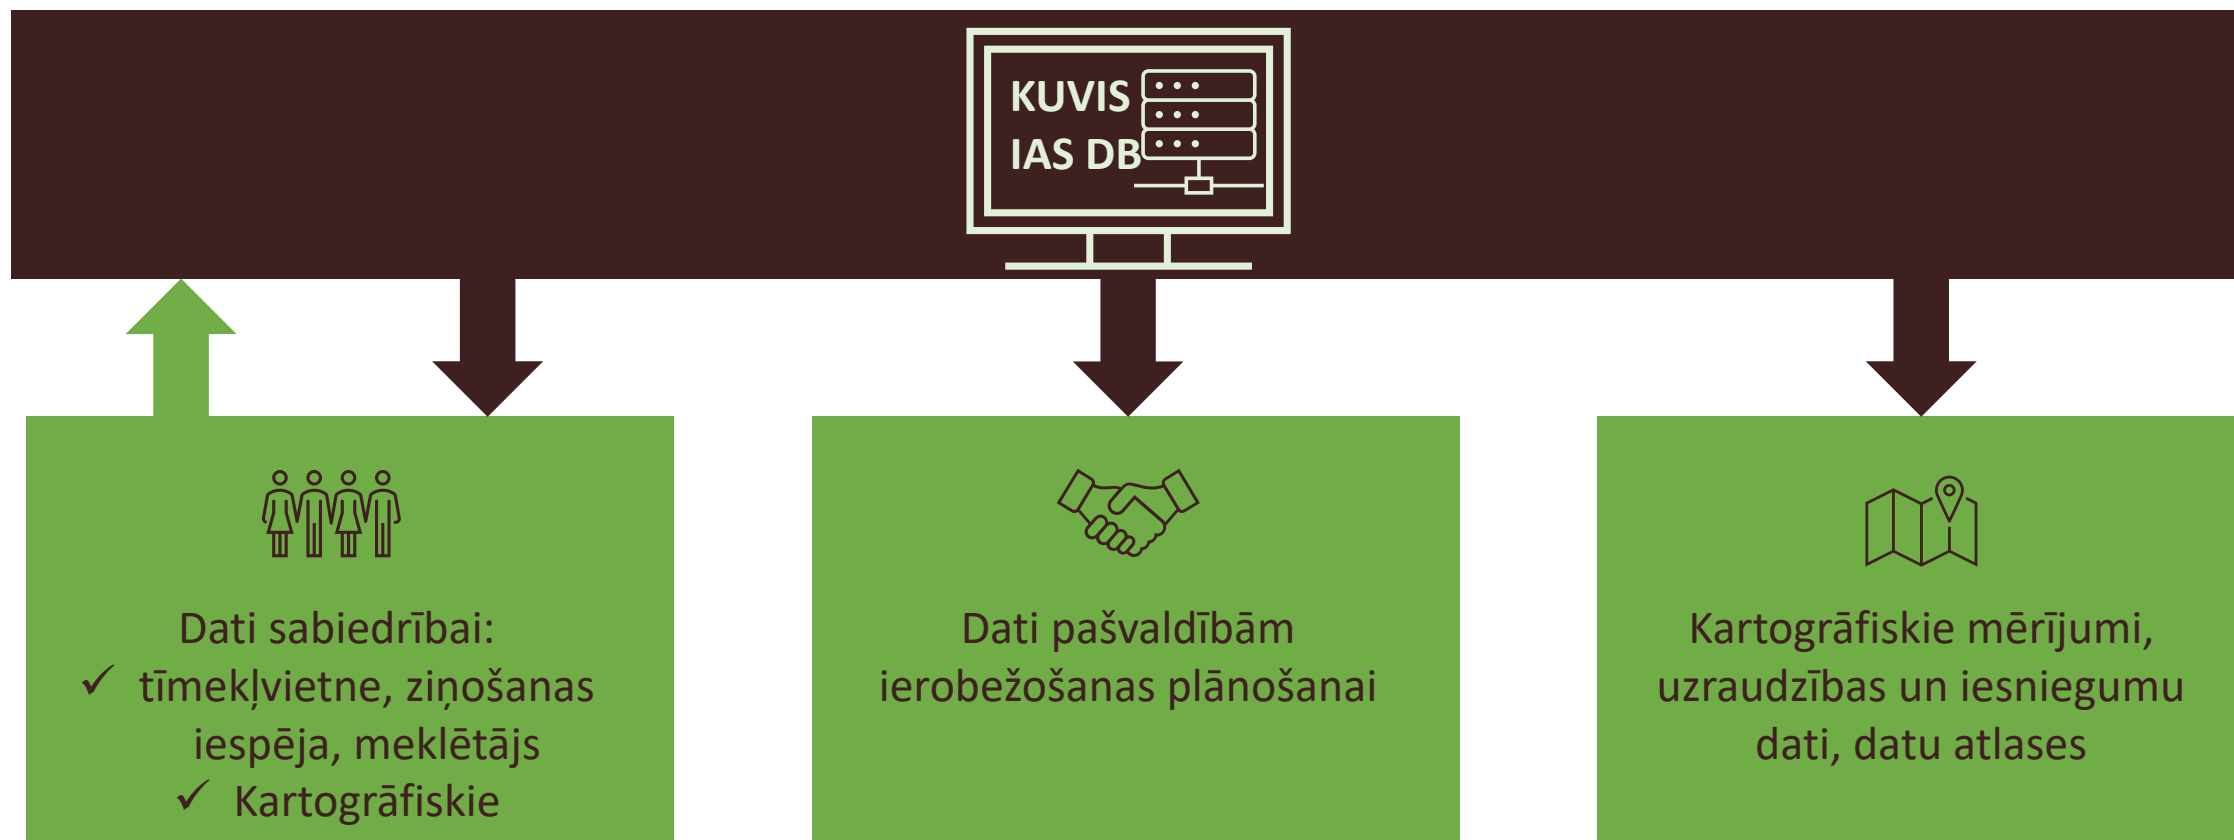 KUVIS
IAS DB
Dati sabiedrībai:
✓ tīmekļvietne, ziņošanas
iespēja, meklētājs
✓ Kartogrāfiskie
Dati pašvaldībām
ierobežošanas plānošanai
Kartogrāfiskie mērījumi,
uzraudzības un iesniegumu
dati, datu atlases